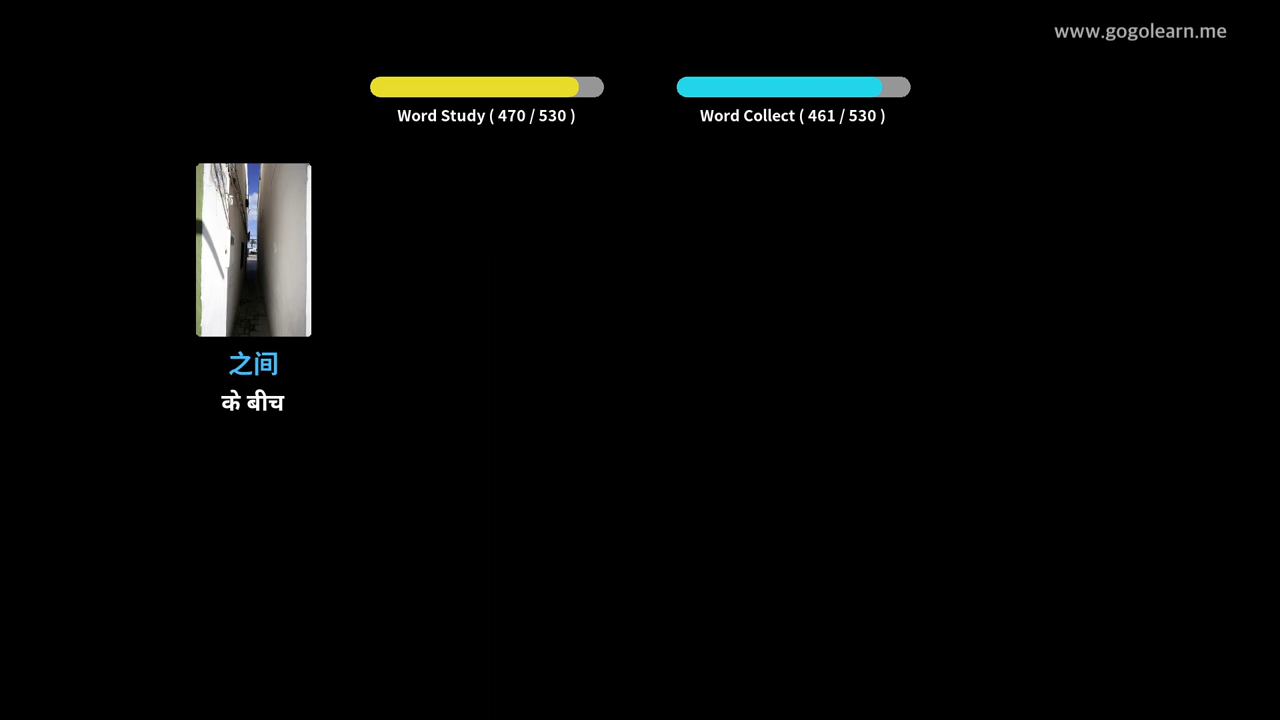 www.gogolearn.me
Word Study ( 470 / 530 )
Word Collect ( 461 / 530 )
之间
के बीच